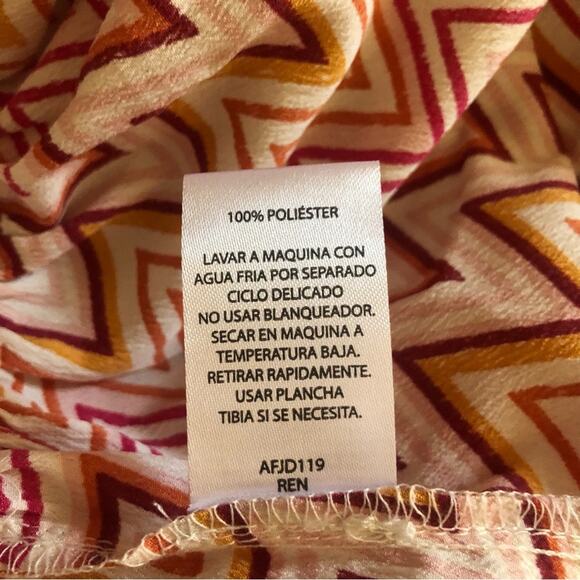 100% POLIÉSTER
LAVAR A MAQUINA CON
AGUA FRIA POR SEPARADO
CICLO DELICADO
NO USAR BLANQUEADOR.
SECAR EN MAQUINA A
TEMPERATURA BAJA.
RETIRAR RAPIDAMENTE.
USAR PLANCHA
TIBIA SI SE NECESITA.
AFJD119
REN